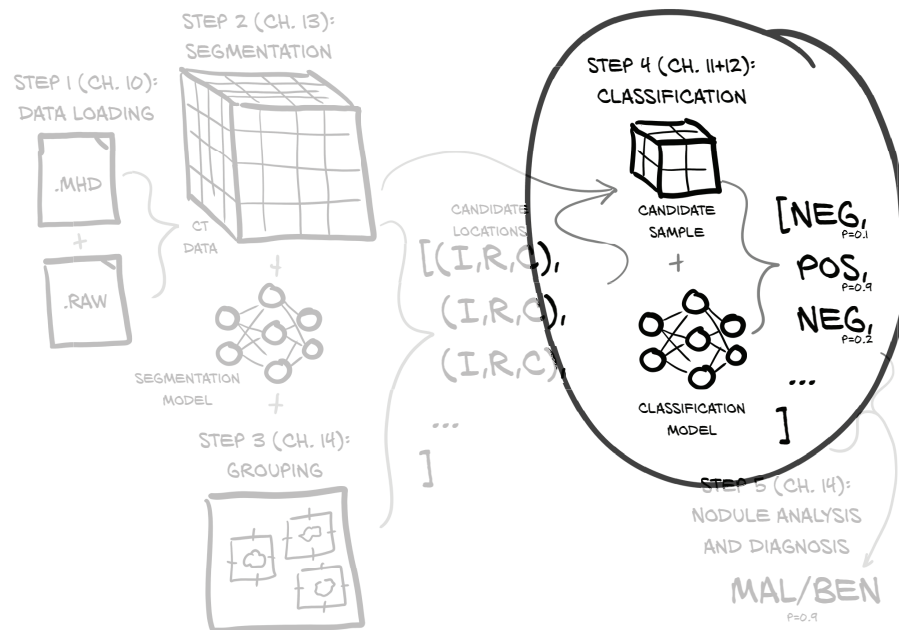 STEP 1 (CH. 10):
DATA LOADING
.MHD
+
.RAW
STEP 2 (CH. 13):
SEGMENTATION
CT
DATA
+
SEGMENTATION
MODEL
+
STEP 3 (CH. 14):
GROUPING
CANDIDATE
LOCATIONS
[(I,R,C),
(I,R,C),
(I,R,C),
...
]
STEP 4 (CH. 11+12):
CLASSIFICATION
CANDIDATE
SAMPLE
+
CLASSIFICATION
MODEL
[NEG,
P=0.1
POS,
P=0.9
NEG,
P=0.2
...
]
STEP 5 (CH. 14):
NODULE ANALYSIS
AND DIAGNOSIS
MAL/BEN
P=0.9